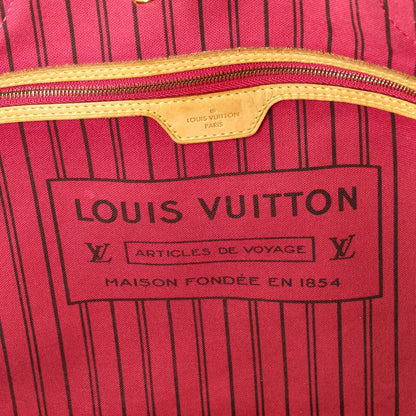 ®
LOUIS VUITTON
PARIS
LOUIS VUITTON
LV ARTICLES DE VOYAGE LV
MAISON FONDÉE EN 1854